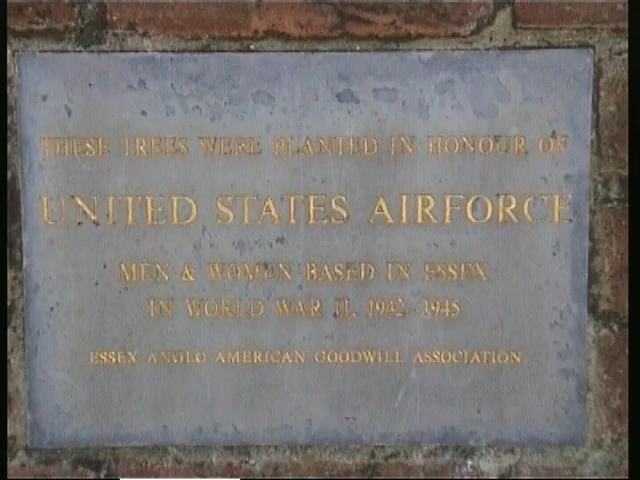 THESE TREES WERE PLANTED IN HONOUR OF
UNITED STATES AIRFORCE
MEN & WOMEN BASED IN ESSEX
IN WORLD WAR II. 1942-1945
ESSEX ANGLO AMERICAN GOODWILL ASSOCIATION